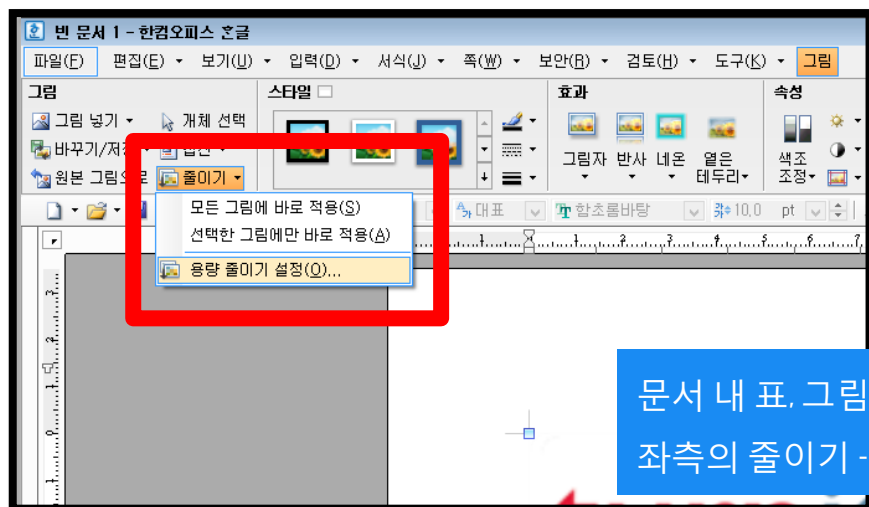 빈 문서 1 - 한컴오피스 흔글
파일(F) 편집(E) 보기(U) 입력(D) 서식(J) 쪽(W) 보안(R) 검토(H) 도구(K) 그림
그림 스타일 효과 속성
그림 넣기 개체 선택
바꾸기/저
원본 그림으로 줄이기
그림자 반사 네온 옅은 테두리 색조 조정
모든 그림에 바로 적용(S)
선택한 그림에만 바로 적용(A)
용량 줄이기 설정(O)...
대표 함초롬바탕 10,0 pt
문서 내 표, 그림
좌측의 줄이기 -